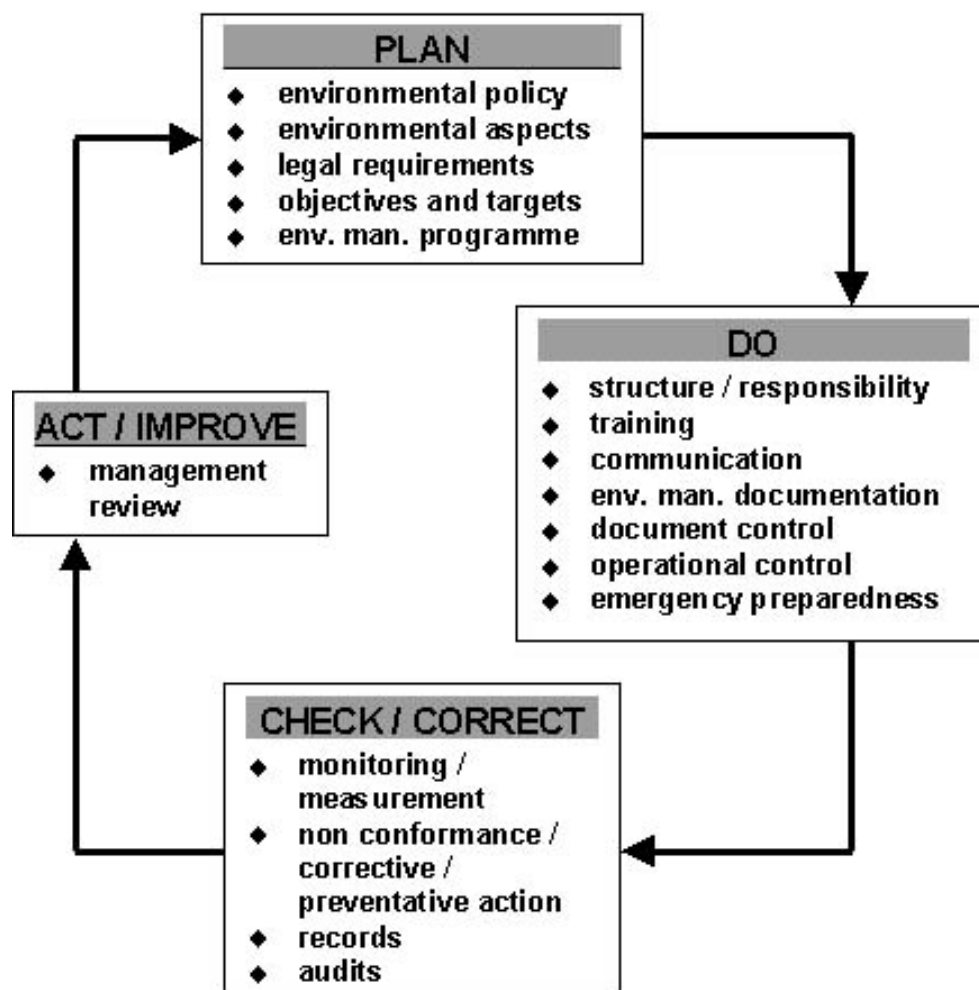 PLAN
environmental policy
environmental aspects
legal requirements
objectives and targets
env. man. programme
DO
structure / responsibility
training
communication
env. man. documentation
document control
operational control
emergency preparedness
CHECK / CORRECT
monitoring /
measurement
non conformance /
corrective /
preventative action
records
audits
ACT / IMPROVE
management
review